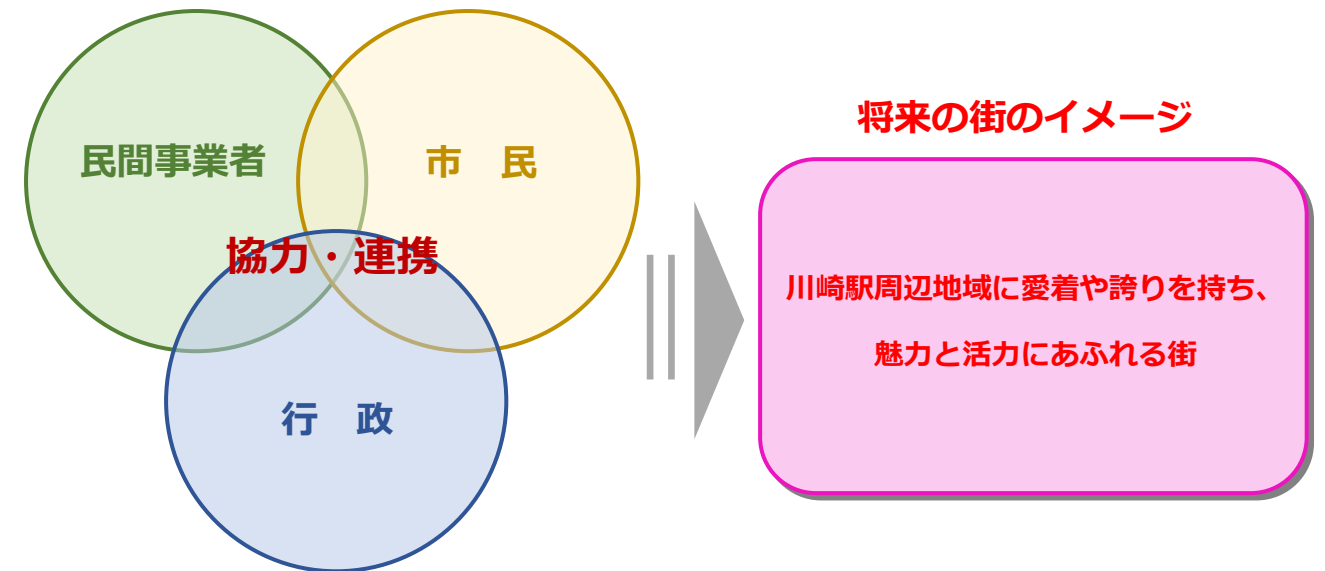 民間事業者
市　民
協力・連携
行　政
将来の街のイメージ
川崎駅周辺地域に愛着や誇りを持ち、
魅力と活力にあふれる街